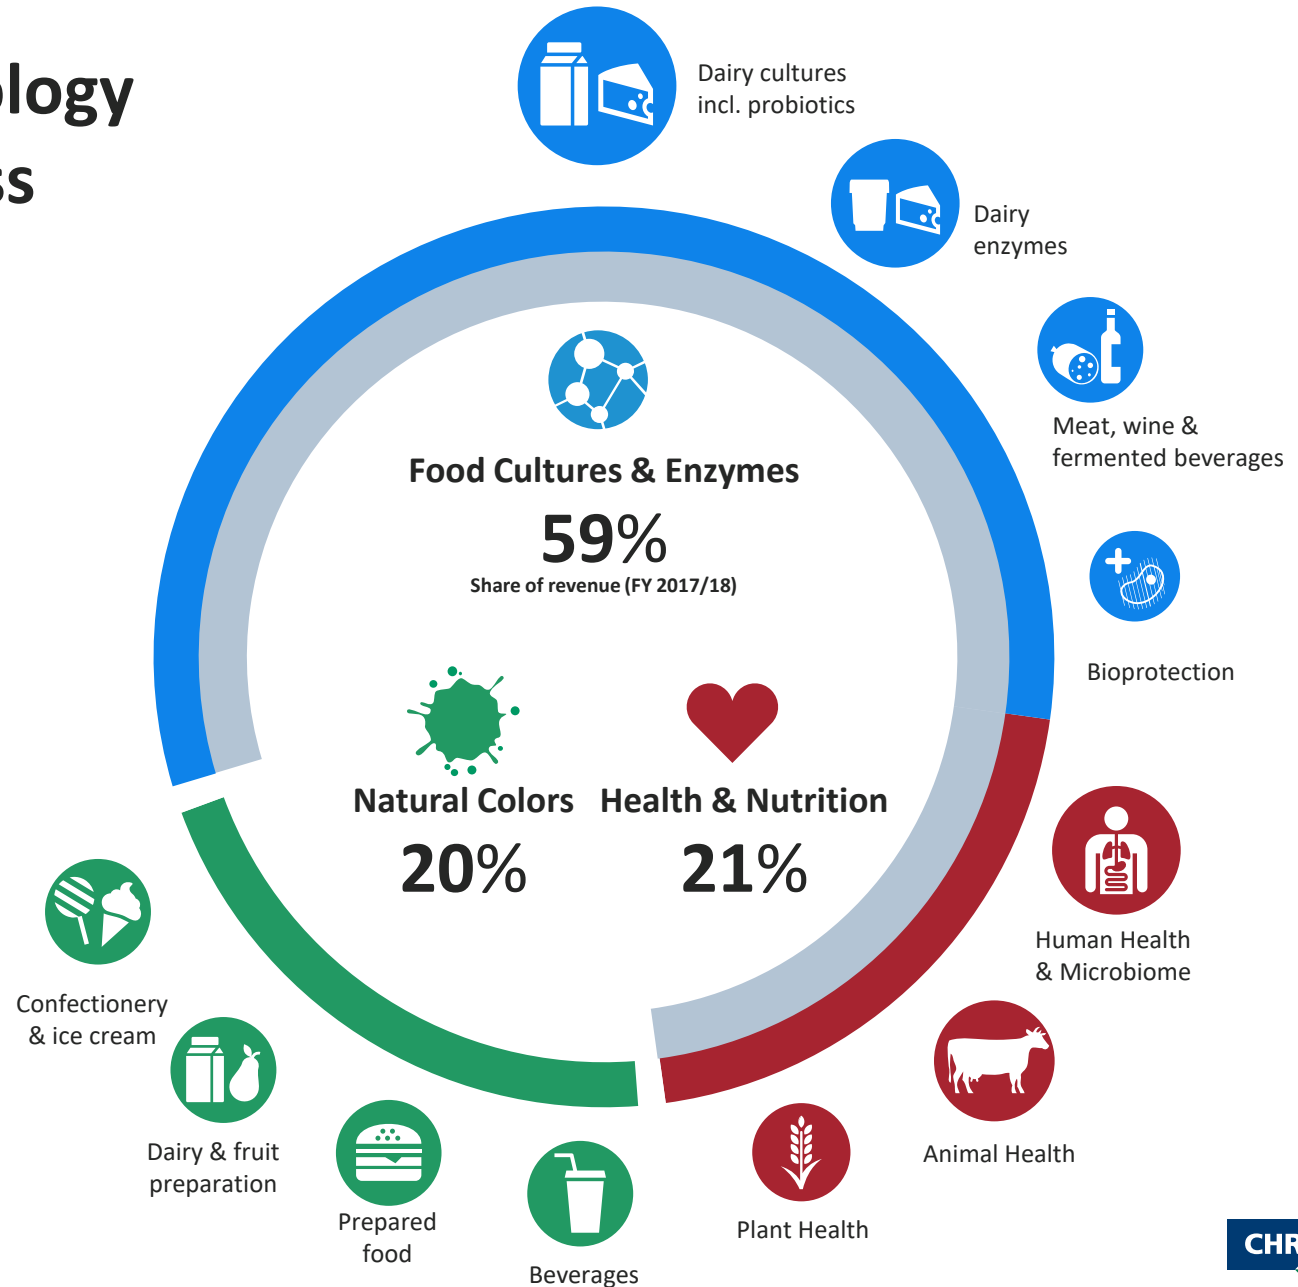 ology
ss
Dairy cultures
incl. probiotics
Dairy
enzymes
Meat, wine &
fermented beverages
Food Cultures & Enzymes
59%
Share of revenue (FY 2017/18)
Bioprotection
Natural Colors
20%
Health & Nutrition
21%
Human Health
& Microbiome
Confectionery
& ice cream
Animal Health
Dairy & fruit
preparation
Plant Health
Prepared
food
Beverages
CHR